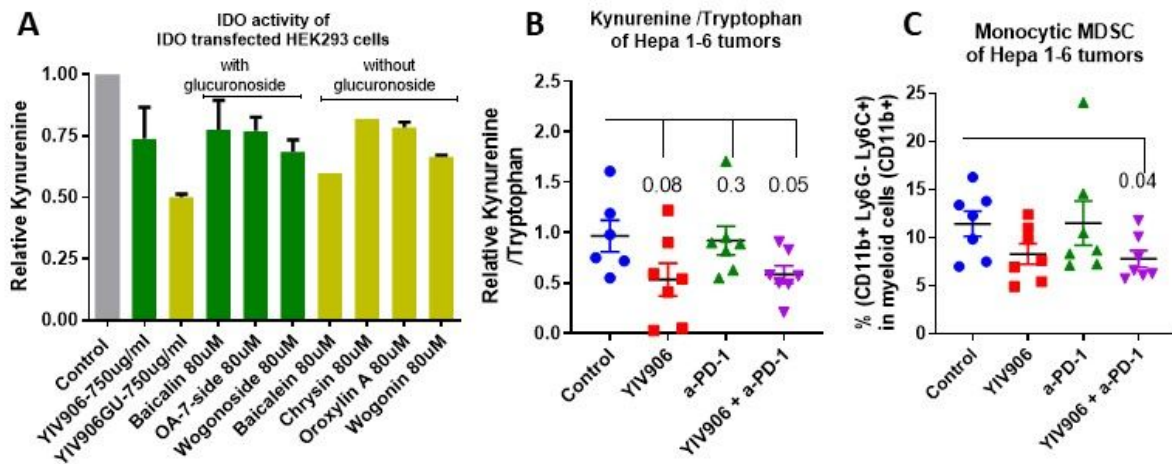 A
IDO activity of
IDO transfected HEK293 cells
with
glucuronoside
without
glucuronoside
Relative Kynurenine
1.00
0.75
0.50
0.25
0.00
Control
YIV906-750ug/ml
YIV906GU-750ug/ml
Baicalin 80uM
OA-7-side 80uM
Wogonoside 80uM
Baicalein 80uM
Chrysin 80uM
Oroxylin A 80uM
Wogonin 80uM
B
Kynurenine /Tryptophan
of Hepa 1-6 tumors
Relative Kynurenine
/Tryptophan
2.5
2.0
1.5
1.0
0.5
0.0
0.08
0.3
0.05
Control
YIV906
a-PD-1
YIV906 + a-PD-1
C
Monocytic MDSC
of Hepa 1-6 tumors
% (CD11b+ Ly6G- Ly6C+)
in myeloid cells (CD11b+)
25
20
15
10
5
0
0.04
Control
YIV906
a-PD-1
YIV906 + a-PD-1